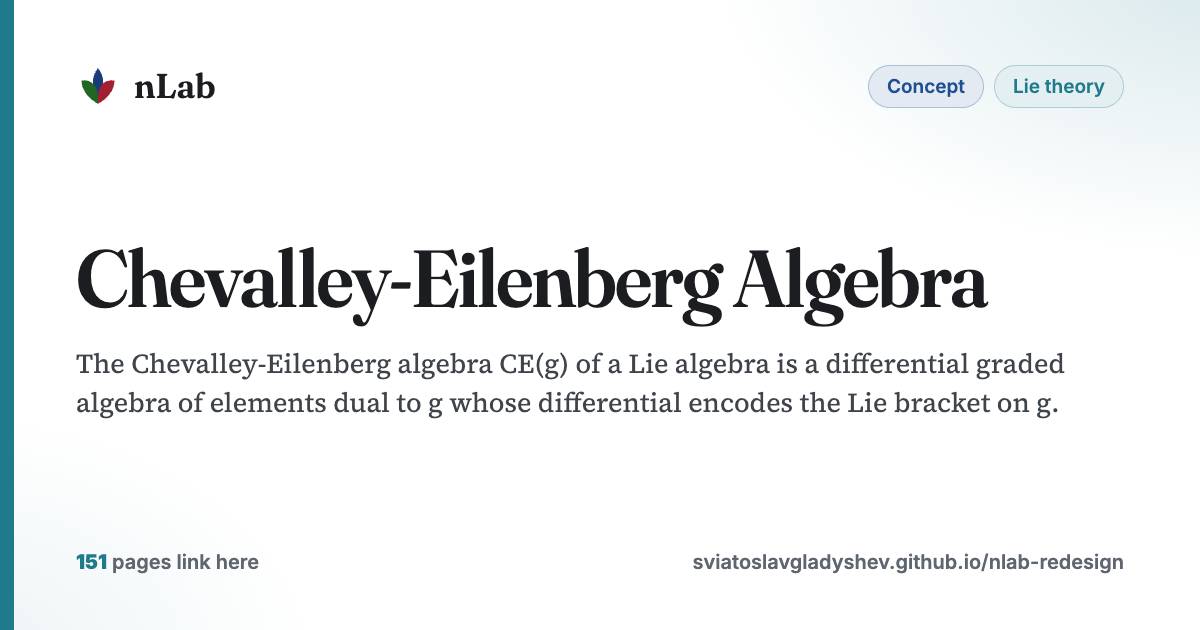 nLab
Concept
Lie theory
Chevalley-Eilenberg Algebra
The Chevalley-Eilenberg algebra CE(g) of a Lie algebra is a differential graded
algebra of elements dual to g whose differential encodes the Lie bracket on g.
151 pages link here
sviatoslavgladyshev.github.io/nlab-redesign